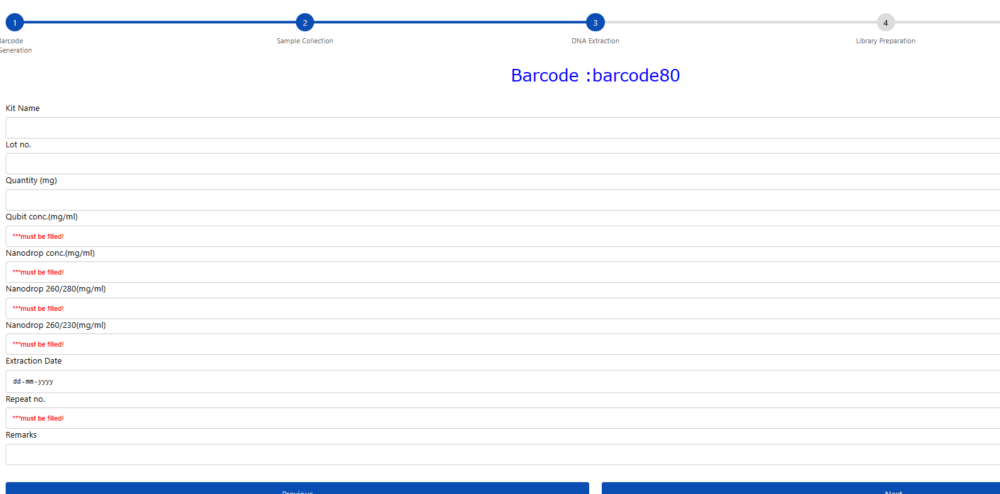 1 2 3 4
Barcode Generation
Sample Collection
DNA Extraction
Library Preparation
Barcode :barcode80
Kit Name
Lot no.
Quantity (mg)
Qubit conc.(mg/ml)
***must be filled!
Nanodrop conc.(mg/ml)
***must be filled!
Nanodrop 260/280(mg/ml)
***must be filled!
Nanodrop 260/230(mg/ml)
***must be filled!
Extraction Date
dd-mm-yyyy
Repeat no.
***must be filled!
Remarks
Previous Next